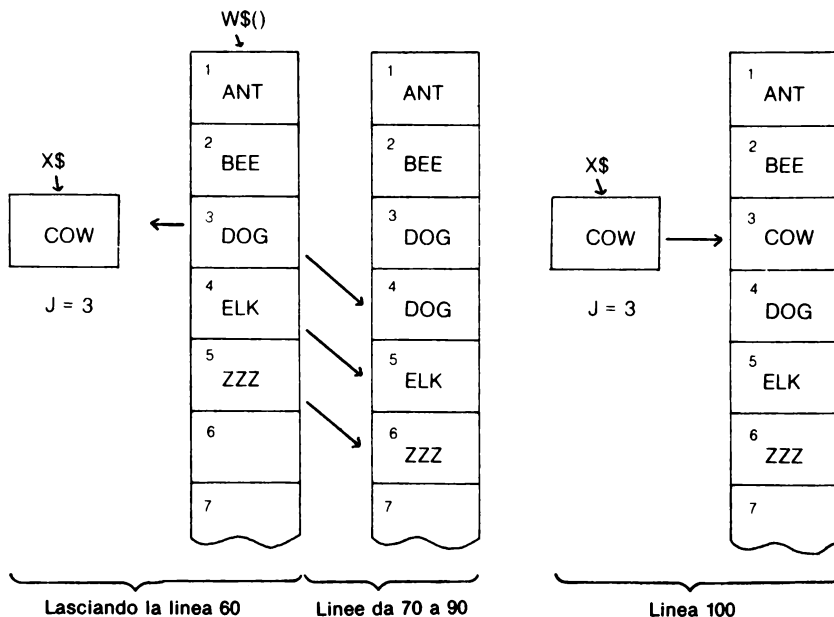 W$()
1 ANT
2 BEE
3 DOG
4 ELK
5 ZZZ
6
7
X$
COW
J = 3
Lasciando la linea 60
1 ANT
2 BEE
3 DOG
4 DOG
5 ELK
6 ZZZ
7
Linee da 70 a 90
X$
COW
J = 3
1 ANT
2 BEE
3 COW
4 DOG
5 ELK
6 ZZZ
7
Linea 100